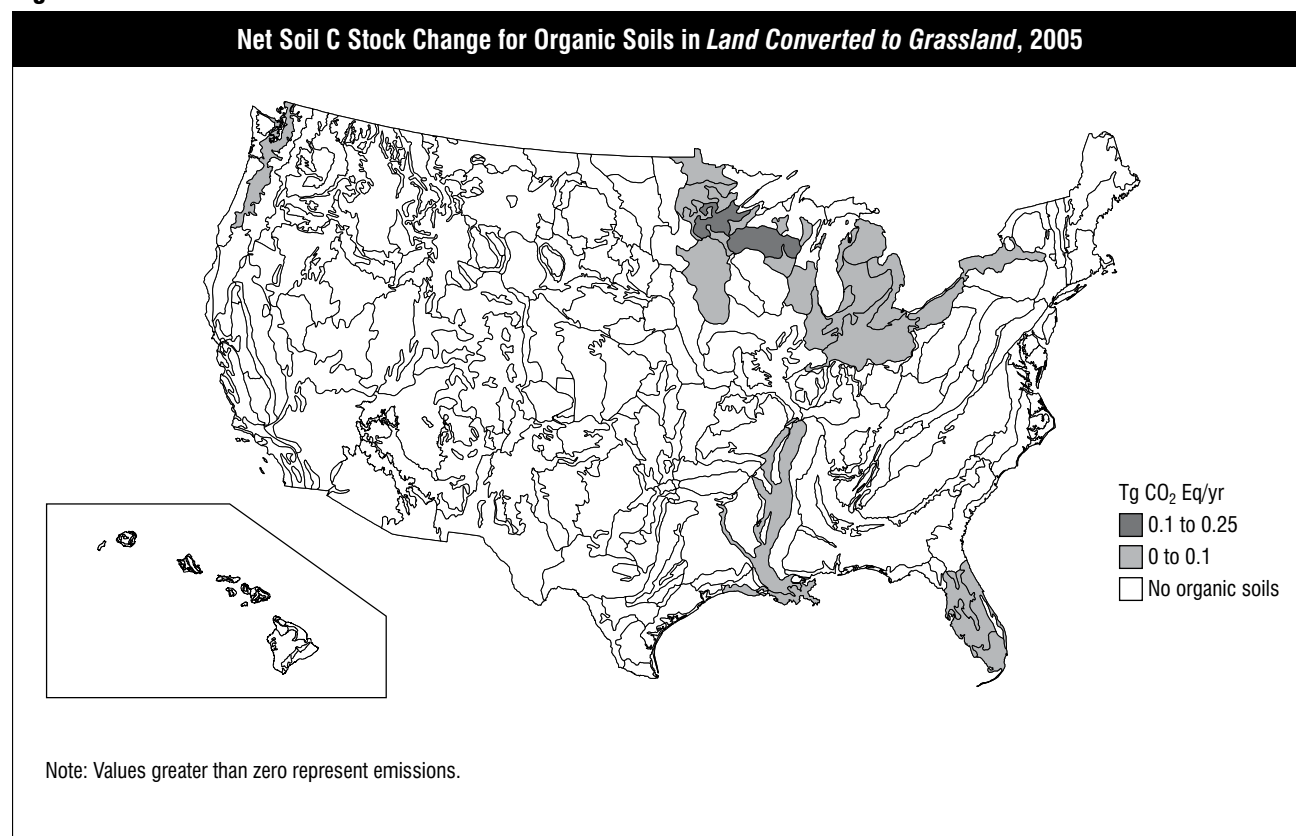 Net Soil C Stock Change for Organic Soils in Land Converted to Grassland, 2005
Tg CO₂ Eq/yr
0.1 to 0.25
0 to 0.1
No organic soils
Note: Values greater than zero represent emissions.